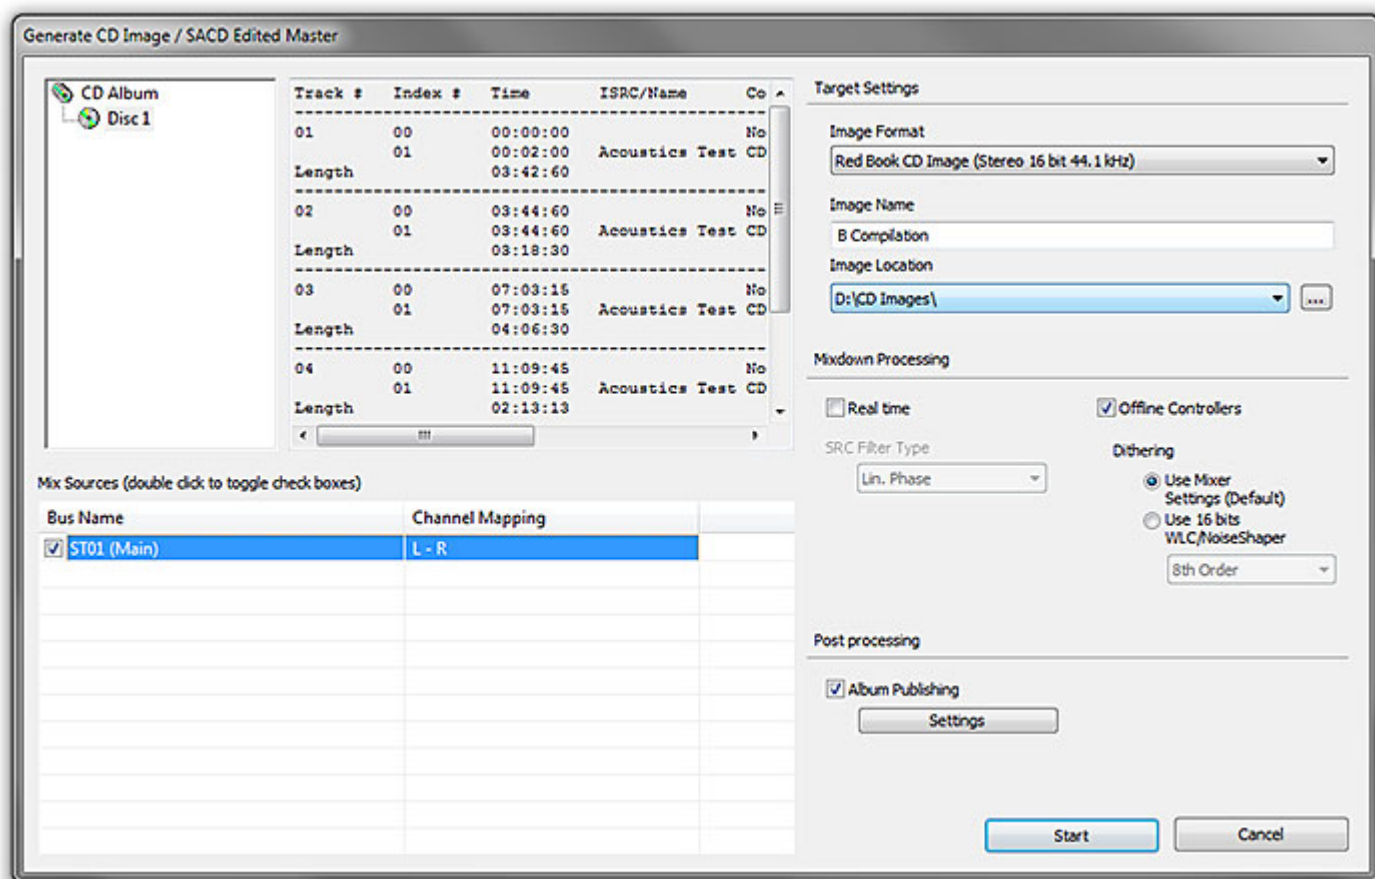 Generate CD Image / SACD Edited Master
CD Album
Disc 1
Track # Index # Time ISRC/Name Co
01 00 00:00:00 No
01 00:02:00 Acoustics Test CD
Length 03:42:60
02 00 03:44:60 No
01 03:44:60 Acoustics Test CD
Length 03:18:30
03 00 07:03:15 No
01 07:03:15 Acoustics Test CD
Length 04:06:30
04 00 11:09:45 No
01 11:09:45 Acoustics Test CD
Length 02:13:13
Mix Sources (double click to toggle check boxes)
Bus Name Channel Mapping
ST01 (Main) L - R
Target Settings
Image Format
Red Book CD Image (Stereo 16 bit 44.1 kHz)
Image Name
B Compilation
Image Location
D:\CD Images\
...
Mixdown Processing
Real time
Offline Controllers
SRC Filter Type
Lin. Phase
Dithering
Use Mixer
Settings (Default)
Use 16 bits
WLC/NoiseShaper
8th Order
Post processing
Album Publishing
Settings
Start
Cancel